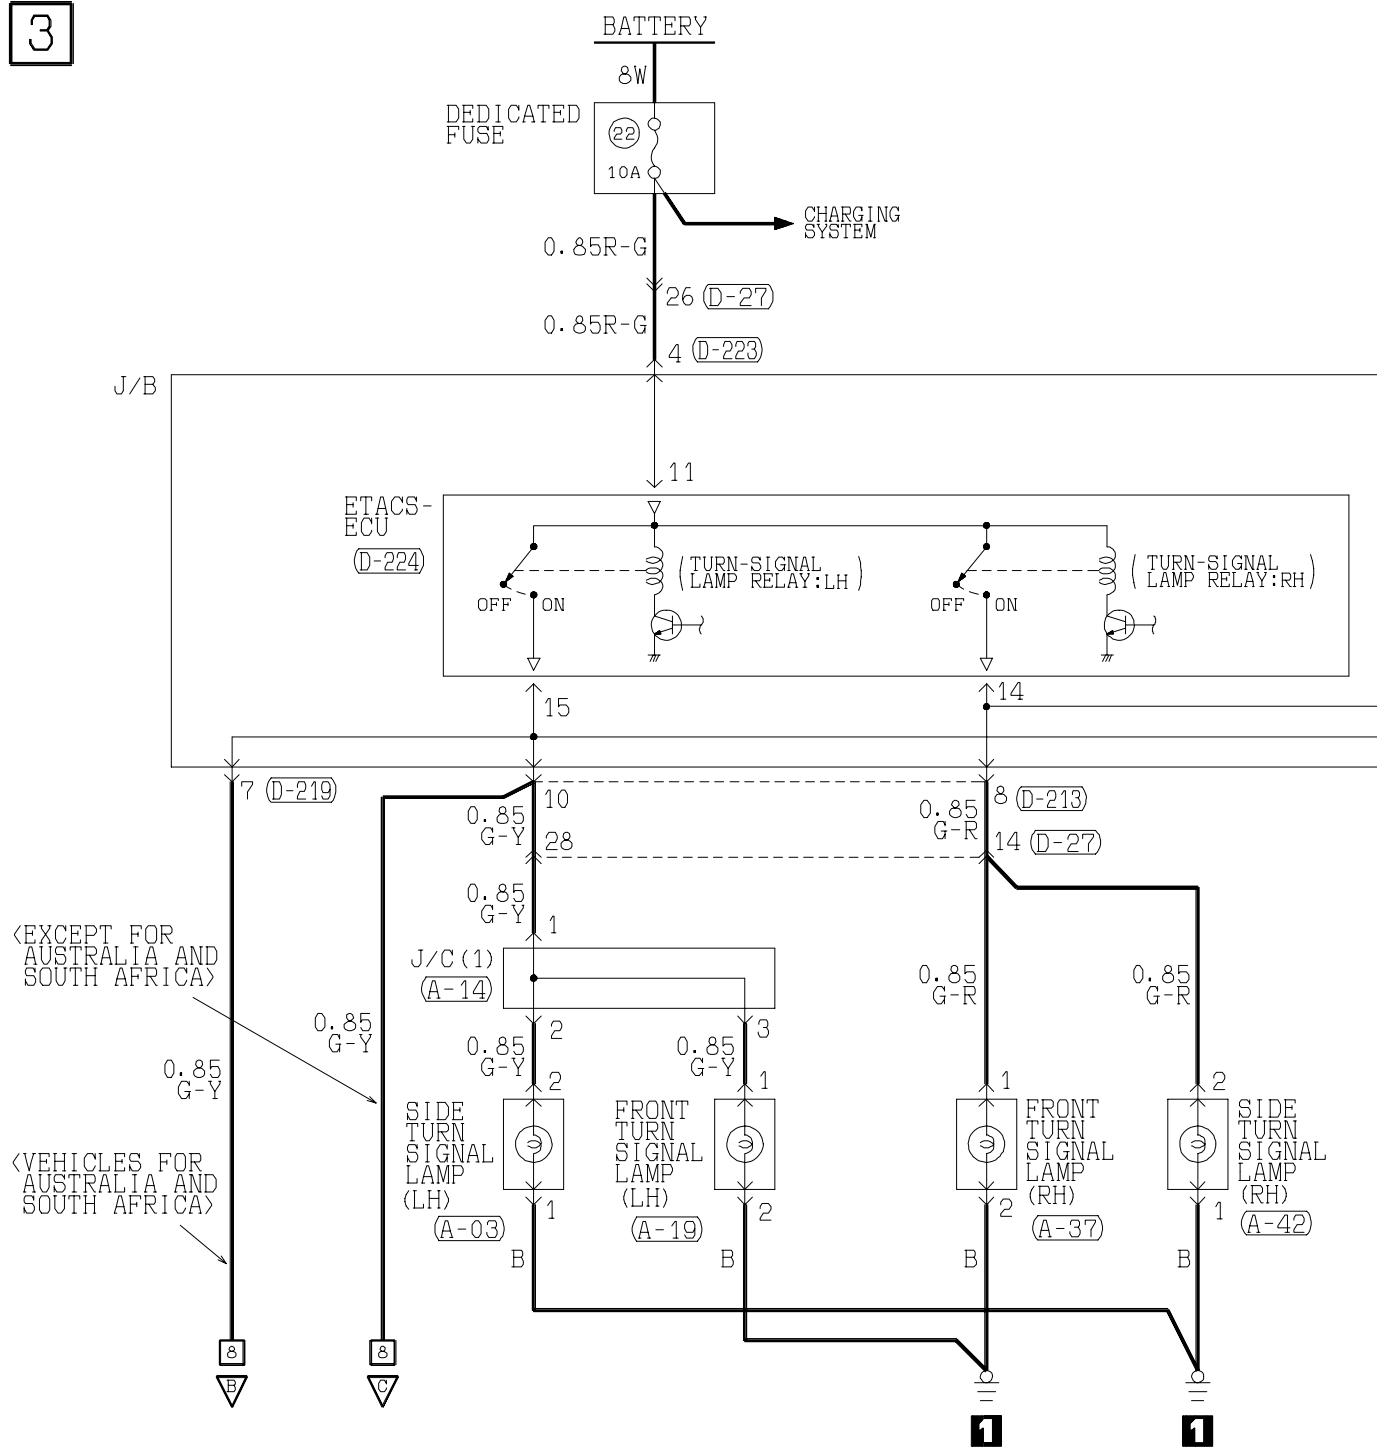 3
BATTERY
8W
DEDICATED
FUSE
22
10A
CHARGING
SYSTEM
0.85R-G
26 D-27
0.85R-G
4 D-223
J/B
11
ETACS-
ECU
D-224
(TURN-SIGNAL
LAMP RELAY:LH)
(TURN-SIGNAL
LAMP RELAY:RH)
OFF ON
OFF ON
15
14
7 D-219
10
8 D-213
0.85
G-Y
0.85
G-R
28
14 D-27
0.85
G-Y
1
<EXCEPT FOR
AUSTRALIA AND
SOUTH AFRICA>
J/C(1)
A-14
0.85
G-R
0.85
G-R
2
3
0.85
G-Y
0.85
G-Y
0.85
G-Y
0.85
G-Y
2
1
1
2
SIDE
TURN
SIGNAL
LAMP
(LH)
A-03
FRONT
TURN
SIGNAL
LAMP
(LH)
A-19
FRONT
TURN
SIGNAL
LAMP
(RH)
A-37
SIDE
TURN
SIGNAL
LAMP
(RH)
A-42
<VEHICLES FOR
AUSTRALIA AND
SOUTH AFRICA>
1
2
2
1
B
B
B
B
8
8
B
C
1
1